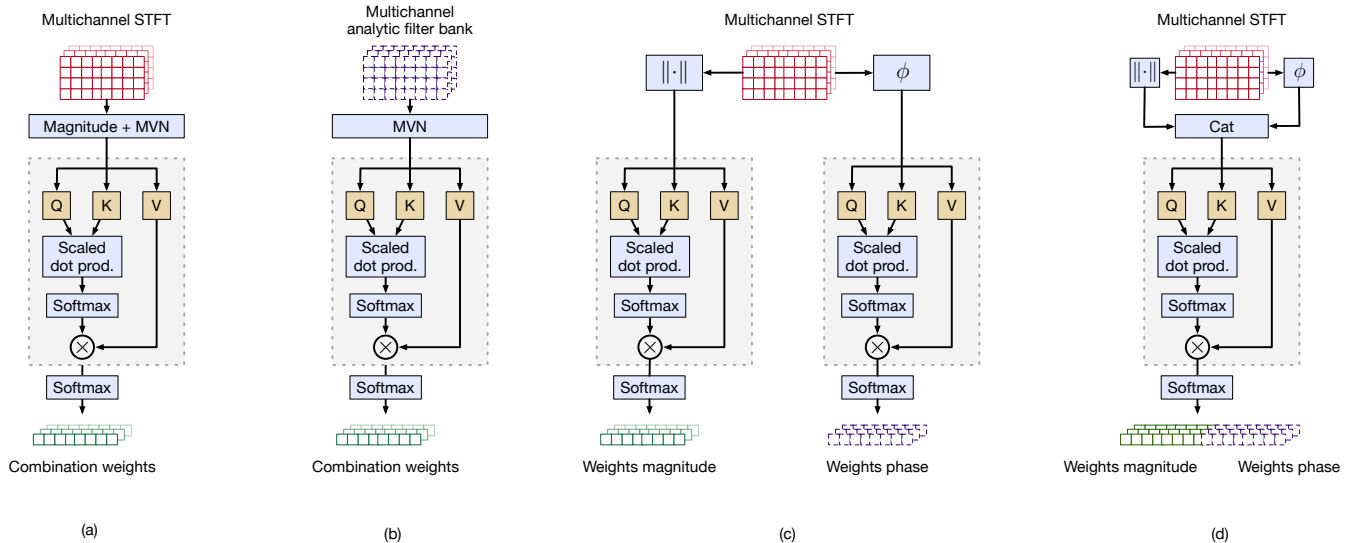 Multichannel STFT
Magnitude + MVN
Q K V
Scaled
dot prod.
Softmax
×
Softmax
Combination weights
(a)
Multichannel
analytic filter bank
MVN
Q K V
Scaled
dot prod.
Softmax
×
Softmax
Combination weights
(b)
Multichannel STFT
||·|| ϕ
Q K V
Scaled
dot prod.
Softmax
×
Softmax
Weights magnitude
Q K V
Scaled
dot prod.
Softmax
×
Softmax
Weights phase
(c)
Multichannel STFT
||·|| ϕ
Cat
Q K V
Scaled
dot prod.
Softmax
×
Softmax
Weights magnitude Weights phase
(d)